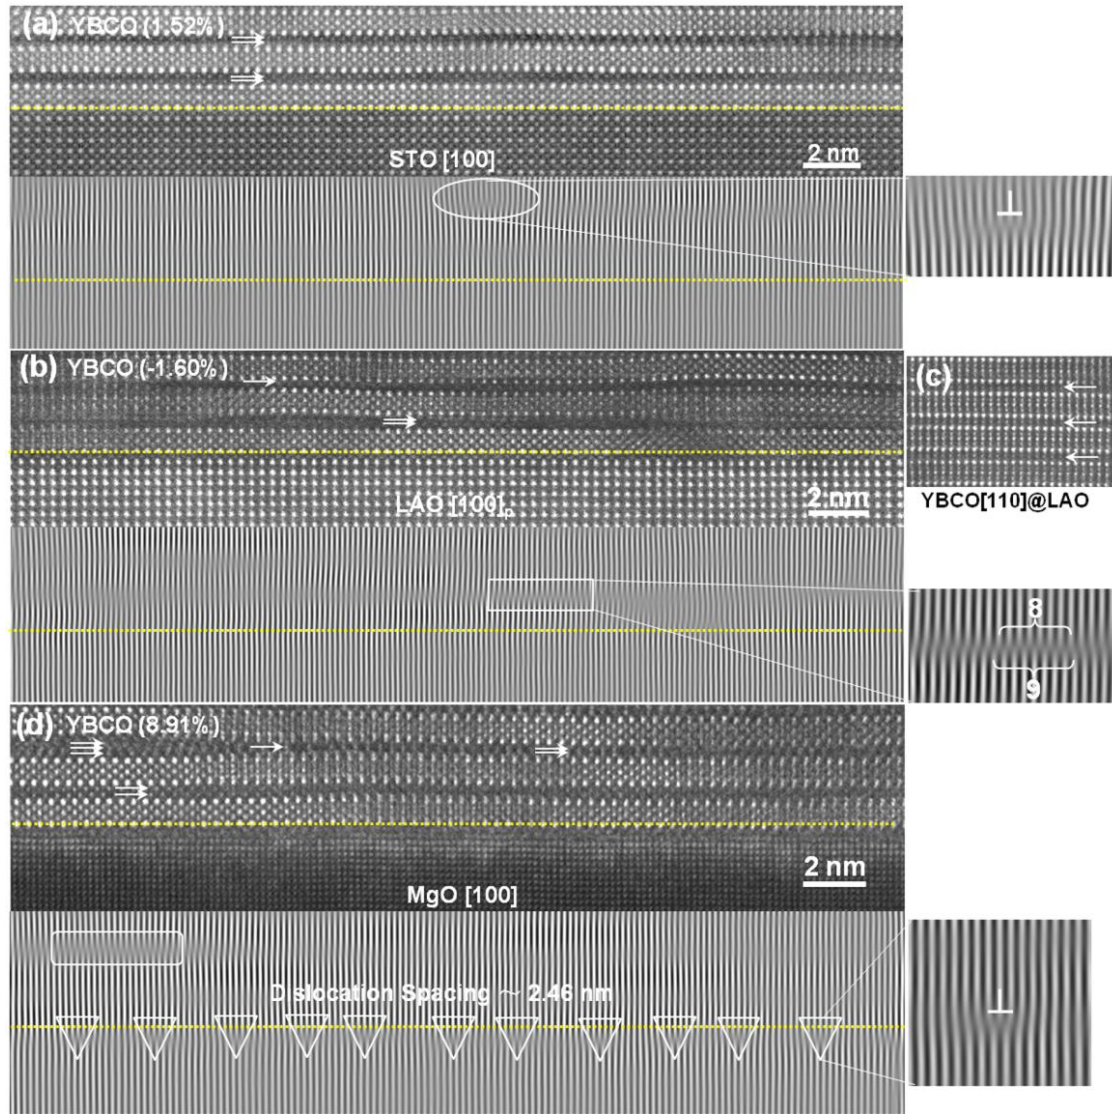 (a) YBCO (1.52%)
STO [100]
2 nm
⊥
(b) YBCO (-1.60%)
LAO [100]p
2 nm
(c)
YBCO[110]@LAO
8
9
(d) YBCO (8.91%)
MgO [100]
2 nm
Dislocation Spacing ~ 2.46 nm
⊥